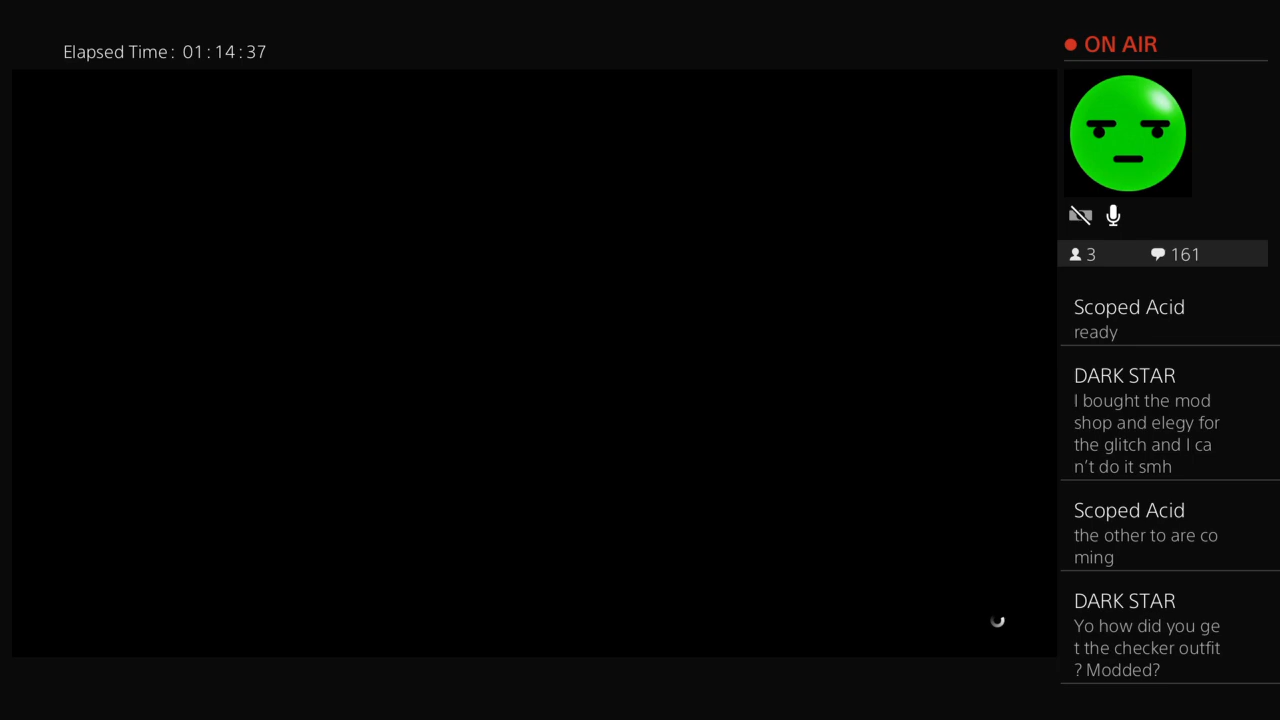 Elapsed Time: 01:14:37
ON AIR
3 161
Scoped Acid
ready
DARK STAR
I bought the mod
shop and elegy for
the glitch and I ca
n't do it smh
Scoped Acid
the other to are co
ming
DARK STAR
Yo how did you ge
t the checker outfit
? Modded?